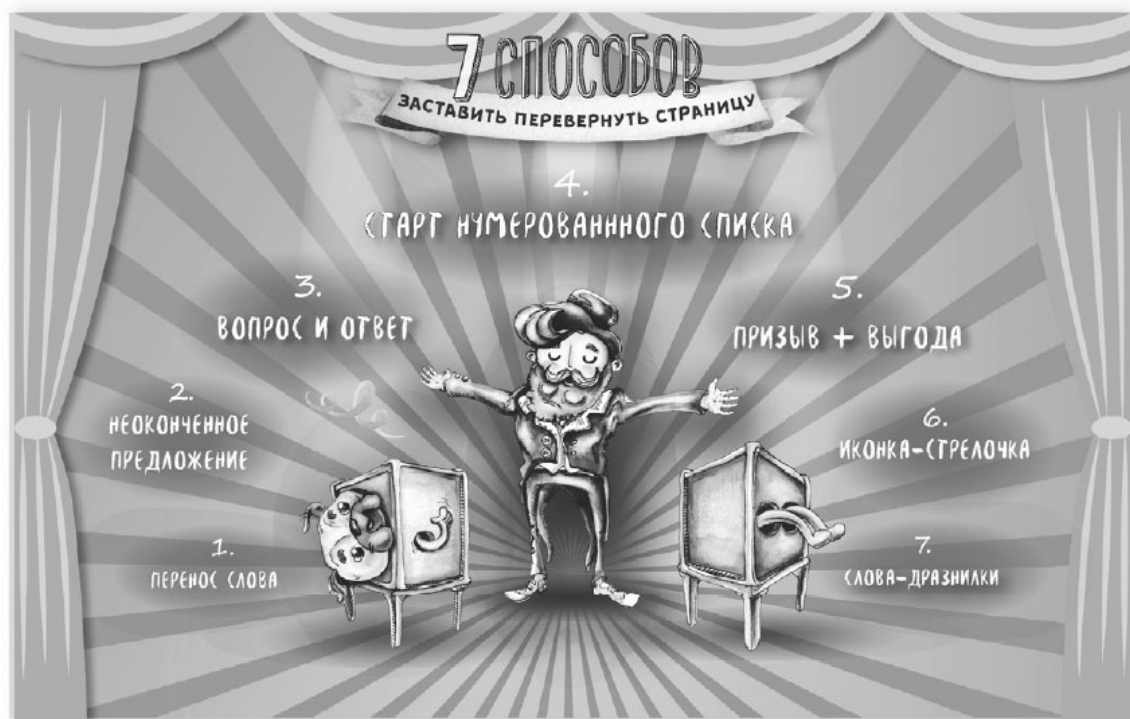 7 СПОСОБОВ
ЗАСТАВИТЬ ПЕРЕВЕРНУТЬ СТРАНИЦУ
4.
СТАРТ НУМЕРОВАНННОГО СПИСКА
3.
ВОПРОС И ОТВЕТ
5.
ПРИЗЫВ + ВЫГОДА
2.
НЕОКОНЧЕННОЕ
ПРЕДЛОЖЕНИЕ
6.
ИКОНКА-СТРЕЛОЧКА
1.
ПЕРЕНОС СЛОВА
7.
СЛОВА-ДРАЗНИЛКИ